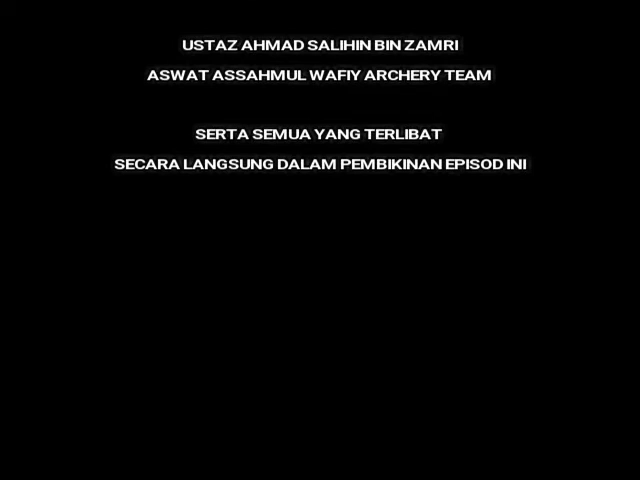 USTAZ AHMAD SALIHIN BIN ZAMRI
ASWAT ASSAHMUL WAFIY ARCHERY TEAM
SERTA SEMUA YANG TERLIBAT
SECARA LANGSUNG DALAM PEMBIKINAN EPISOD INI